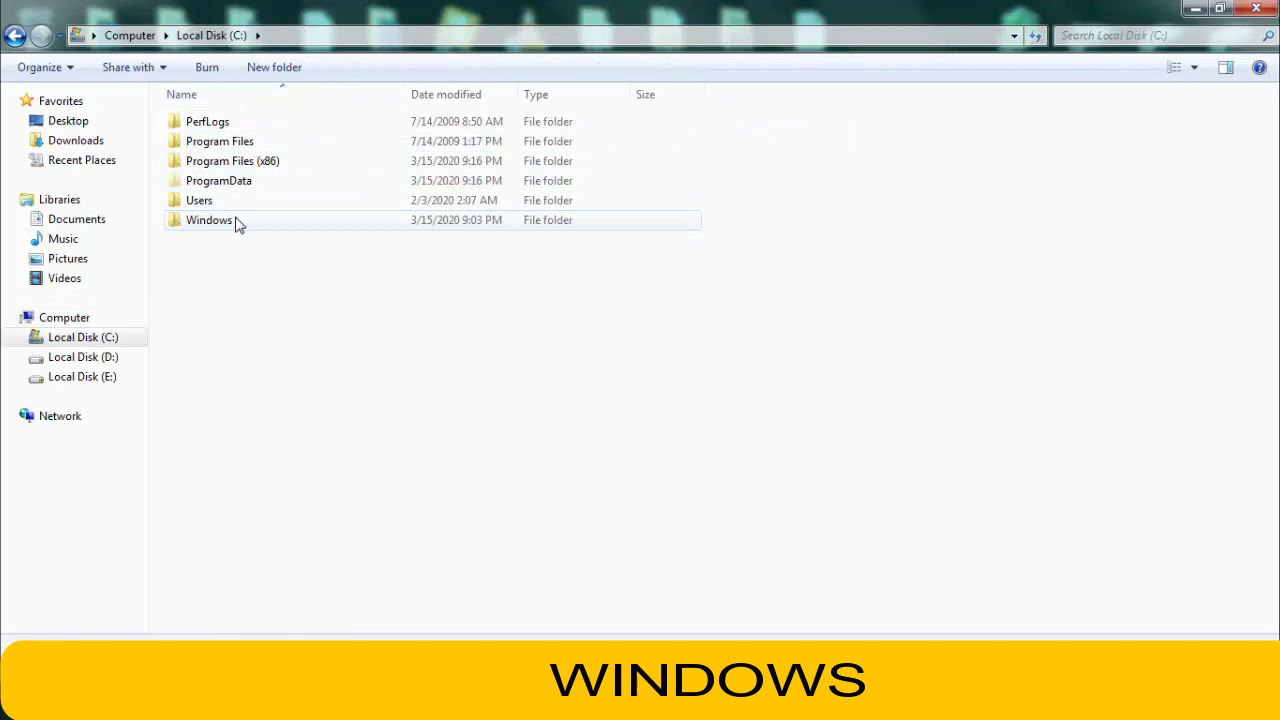 Computer Local Disk (C:)
Search Local Disk (C:)
Organize Share with Burn New folder
Name Date modified Type Size
Favorites
Desktop
Downloads
Recent Places
Libraries
Documents
Music
Pictures
Videos
Computer
Local Disk (C:)
Local Disk (D:)
Local Disk (E:)
Network
PerfLogs 7/14/2009 8:50 AM File folder
Program Files 7/14/2009 1:17 PM File folder
Program Files (x86) 3/15/2020 9:16 PM File folder
ProgramData 3/15/2020 9:16 PM File folder
Users 2/3/2020 2:07 AM File folder
Windows 3/15/2020 9:03 PM File folder
WINDOWS